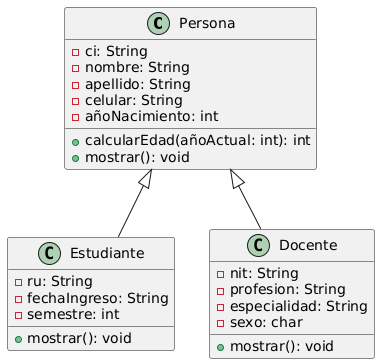 C Persona
ci: String
nombre: String
apellido: String
celular: String
añoNacimiento: int
calcularEdad(añoActual: int): int
mostrar(): void
C Estudiante
ru: String
fechaIngreso: String
semestre: int
mostrar(): void
C Docente
nit: String
profesion: String
especialidad: String
sexo: char
mostrar(): void